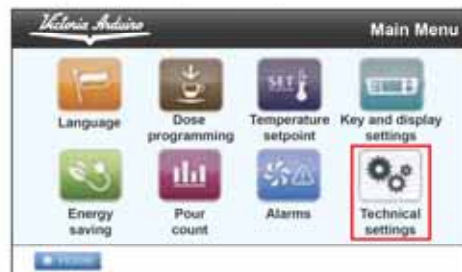 Victoria Arduino
Main Menu
SET
Language
Dose programming
Temperature setpoint
Key and display settings
Energy saving
Pour count
Alarms
Technical settings